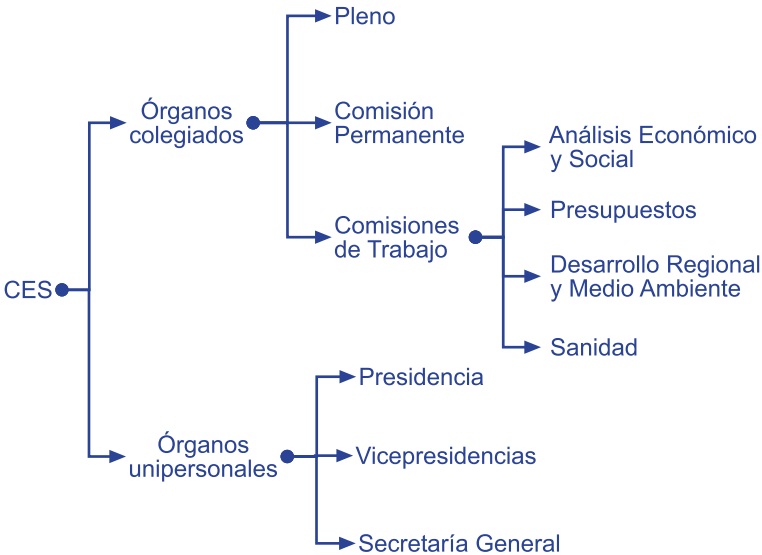 Pleno
Órganos
colegiados
Comisión
Permanente
Análisis Económico
y Social
Presupuestos
Comisiones
de Trabajo
Desarrollo Regional
y Medio Ambiente
CES
Sanidad
Presidencia
Órganos
unipersonales
Vicepresidencias
Secretaría General